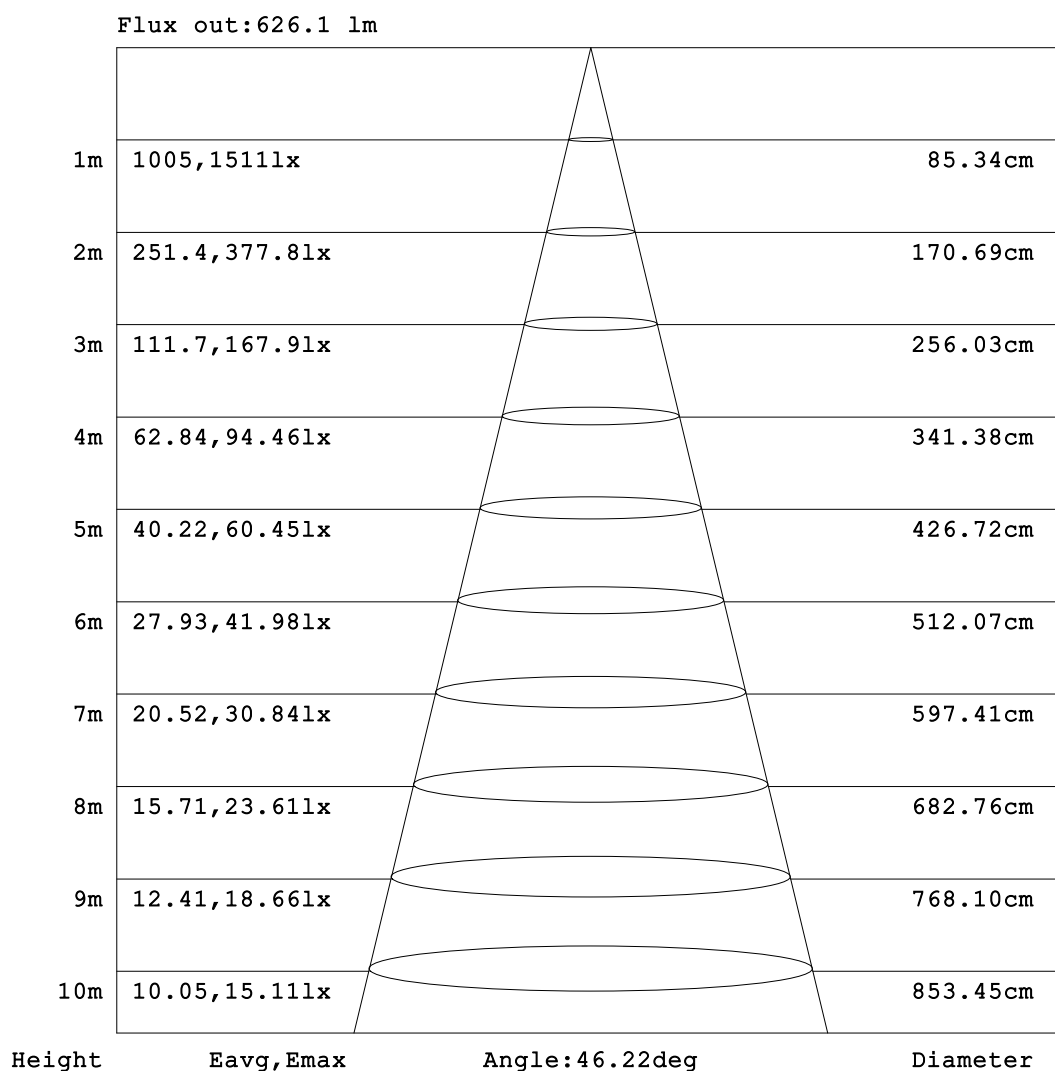 Flux out:626.1 lm
1m 1005,1511lx 85.34cm
2m 251.4,377.8lx 170.69cm
3m 111.7,167.9lx 256.03cm
4m 62.84,94.46lx 341.38cm
5m 40.22,60.45lx 426.72cm
6m 27.93,41.98lx 512.07cm
7m 20.52,30.84lx 597.41cm
8m 15.71,23.61lx 682.76cm
9m 12.41,18.66lx 768.10cm
10m 10.05,15.11lx 853.45cm
Height Eavg,Emax Angle:46.22deg Diameter